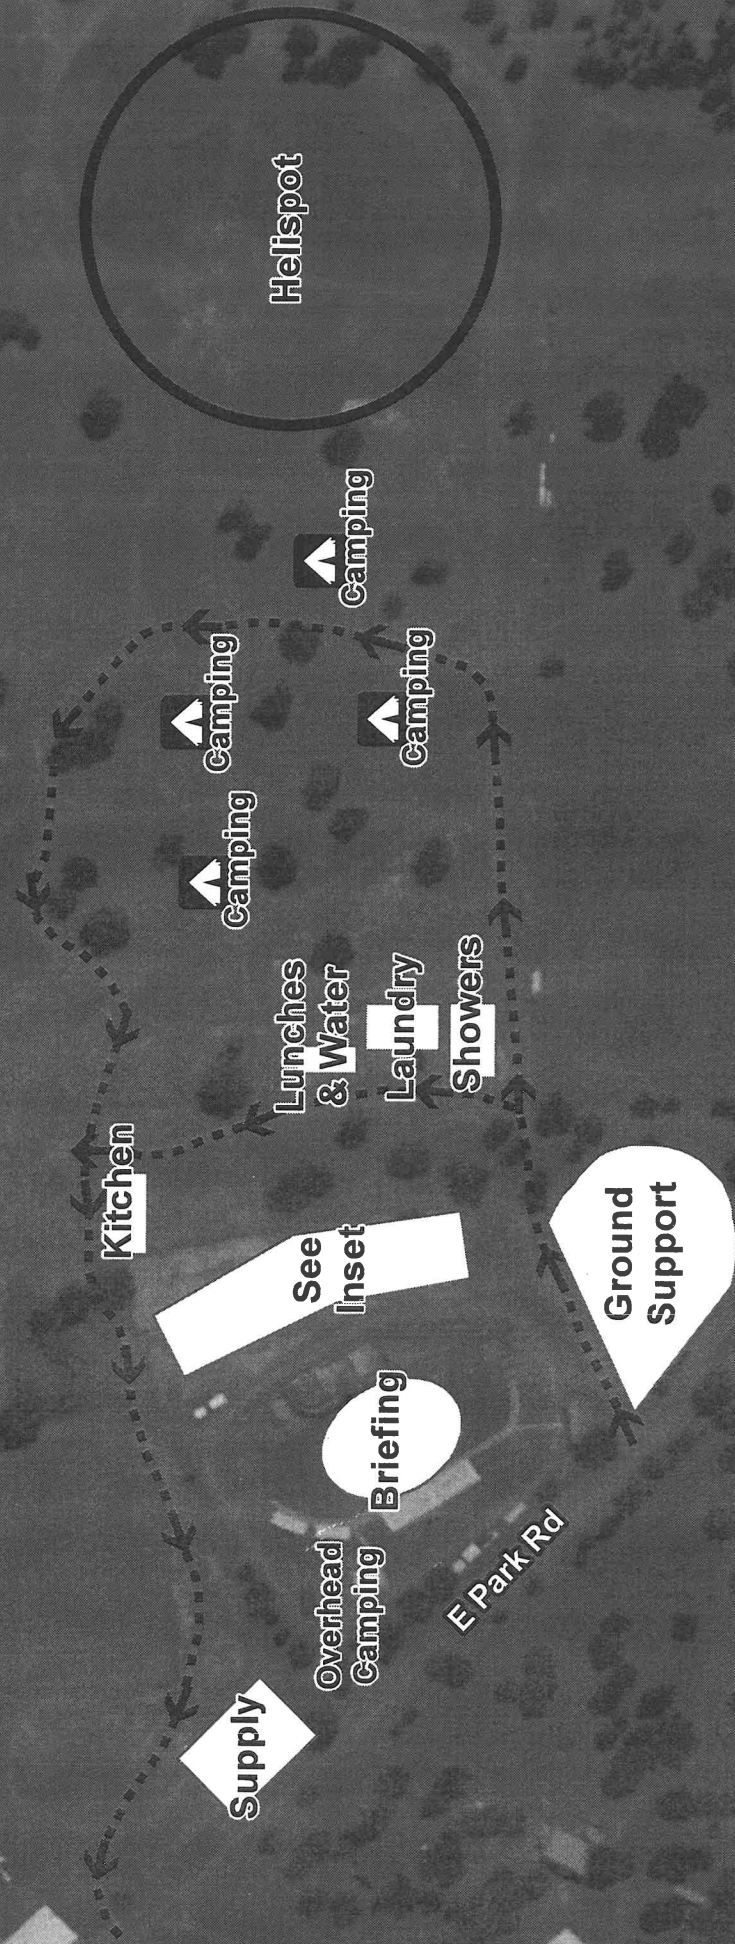 Helispot
Camping
Camping
Camping
Camping
Lunches
& Water
Laundry
Showers
Kitchen
See
Inset
Ground
Support
Briefing
Overhead
Camping
E Park Rd
Supply